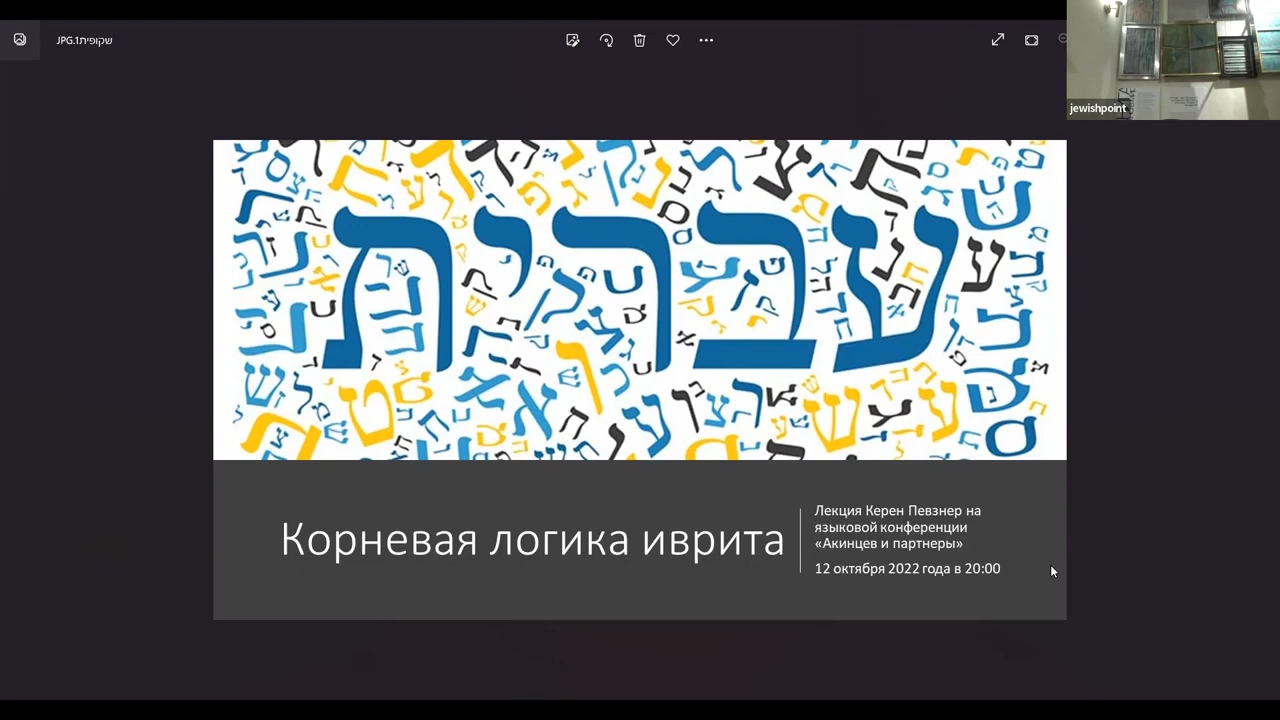 שקופית1.JPG
jewishpoint
עברית
Корневая логика иврита
Лекция Керен Певзнер на
языковой конференции
«Акинцев и партнеры»
12 октября 2022 года в 20:00